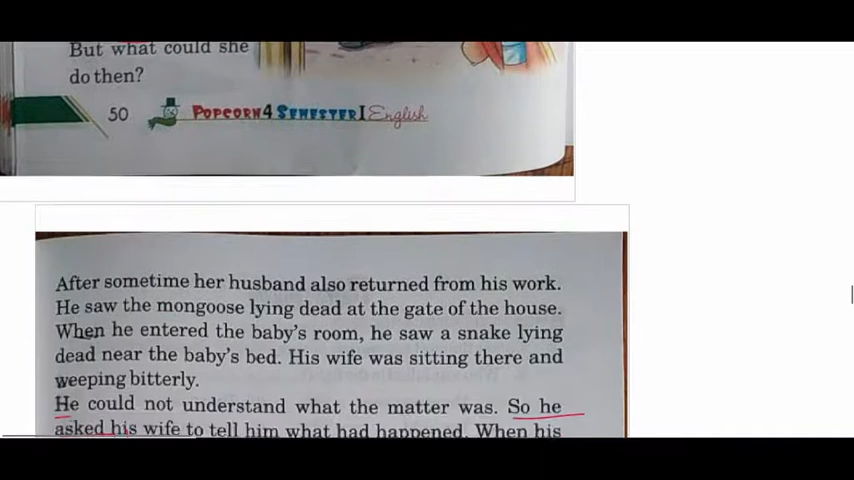 But what could she
do then?
50 POPCORN 4 SEMESTER I English
After sometime her husband also returned from his work.
He saw the mongoose lying dead at the gate of the house.
When he entered the baby's room, he saw a snake lying
dead near the baby's bed. His wife was sitting there and
weeping bitterly.
He could not understand what the matter was. So he
asked his wife to tell him what had happened. When his